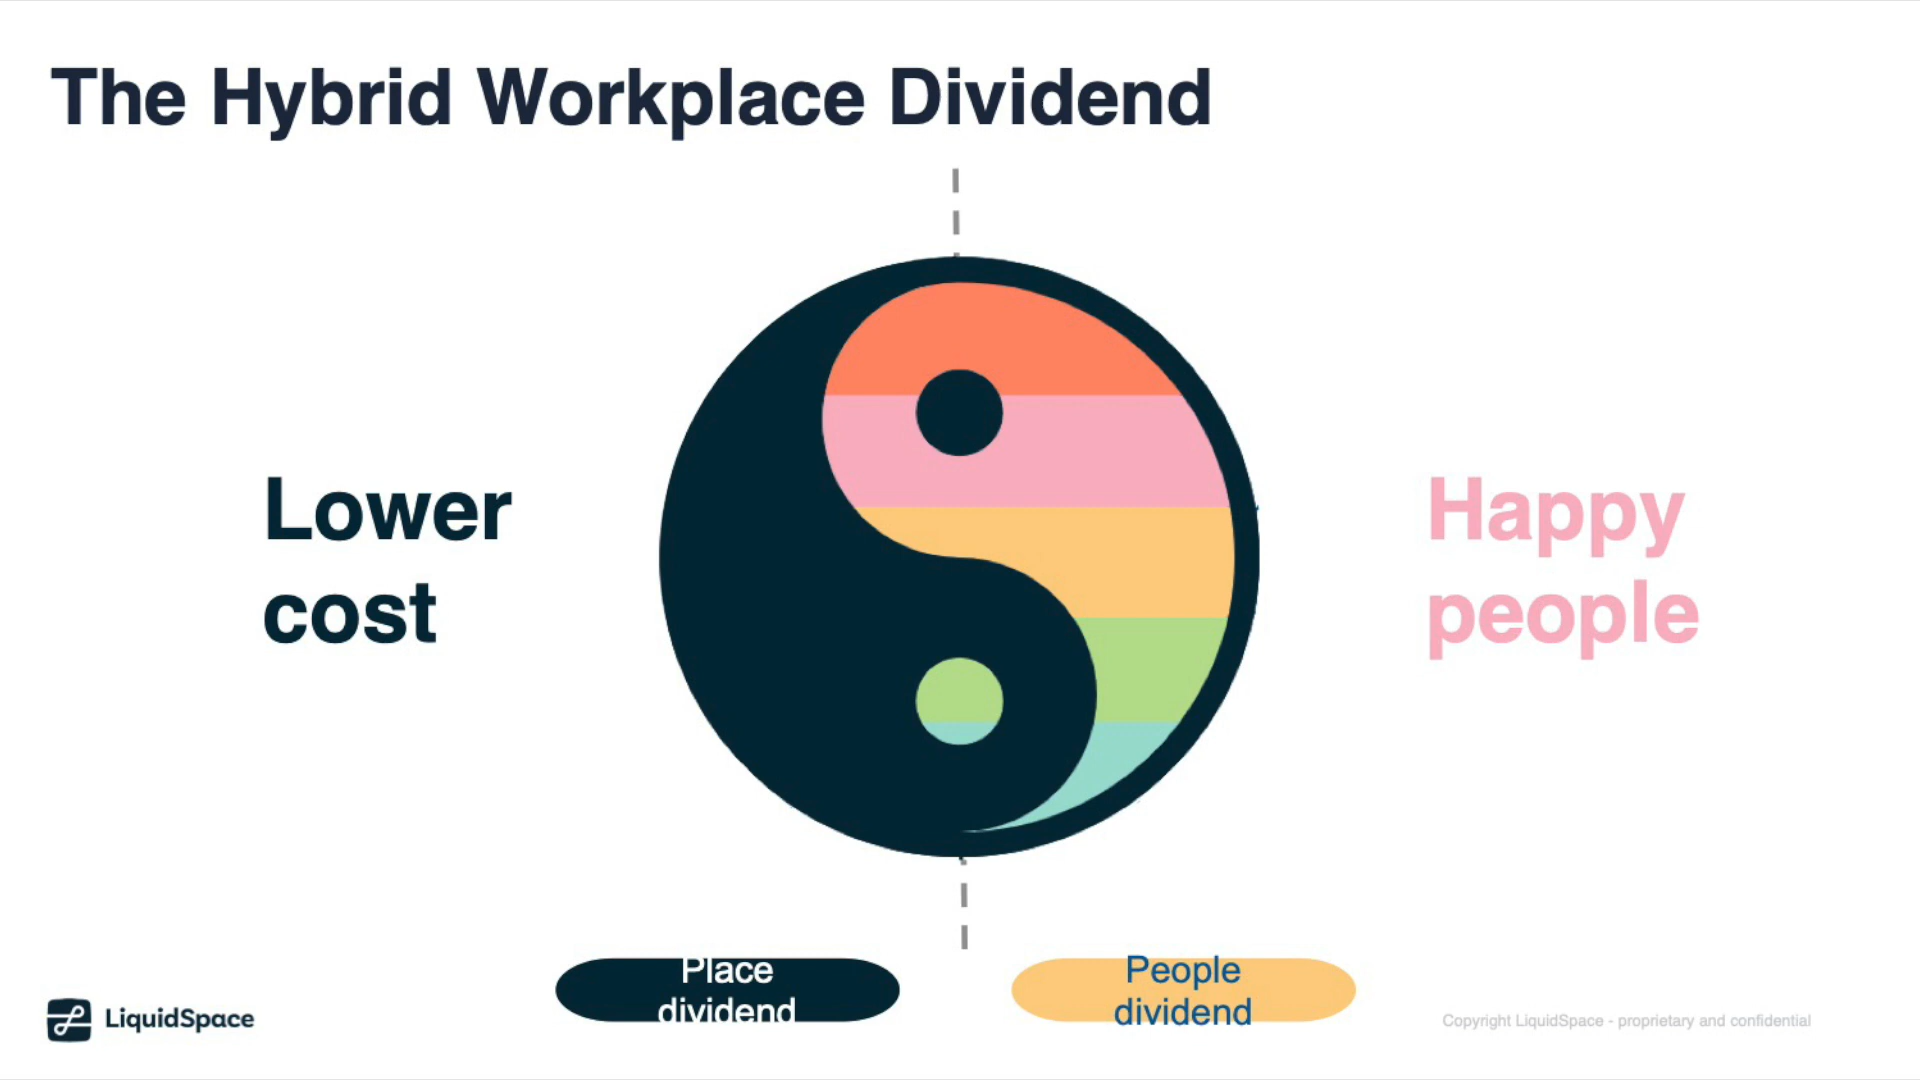 The Hybrid Workplace Dividend
Lower
cost
Happy
people
Place
dividend
People
dividend
LiquidSpace
Copyright LiquidSpace - proprietary and confidential